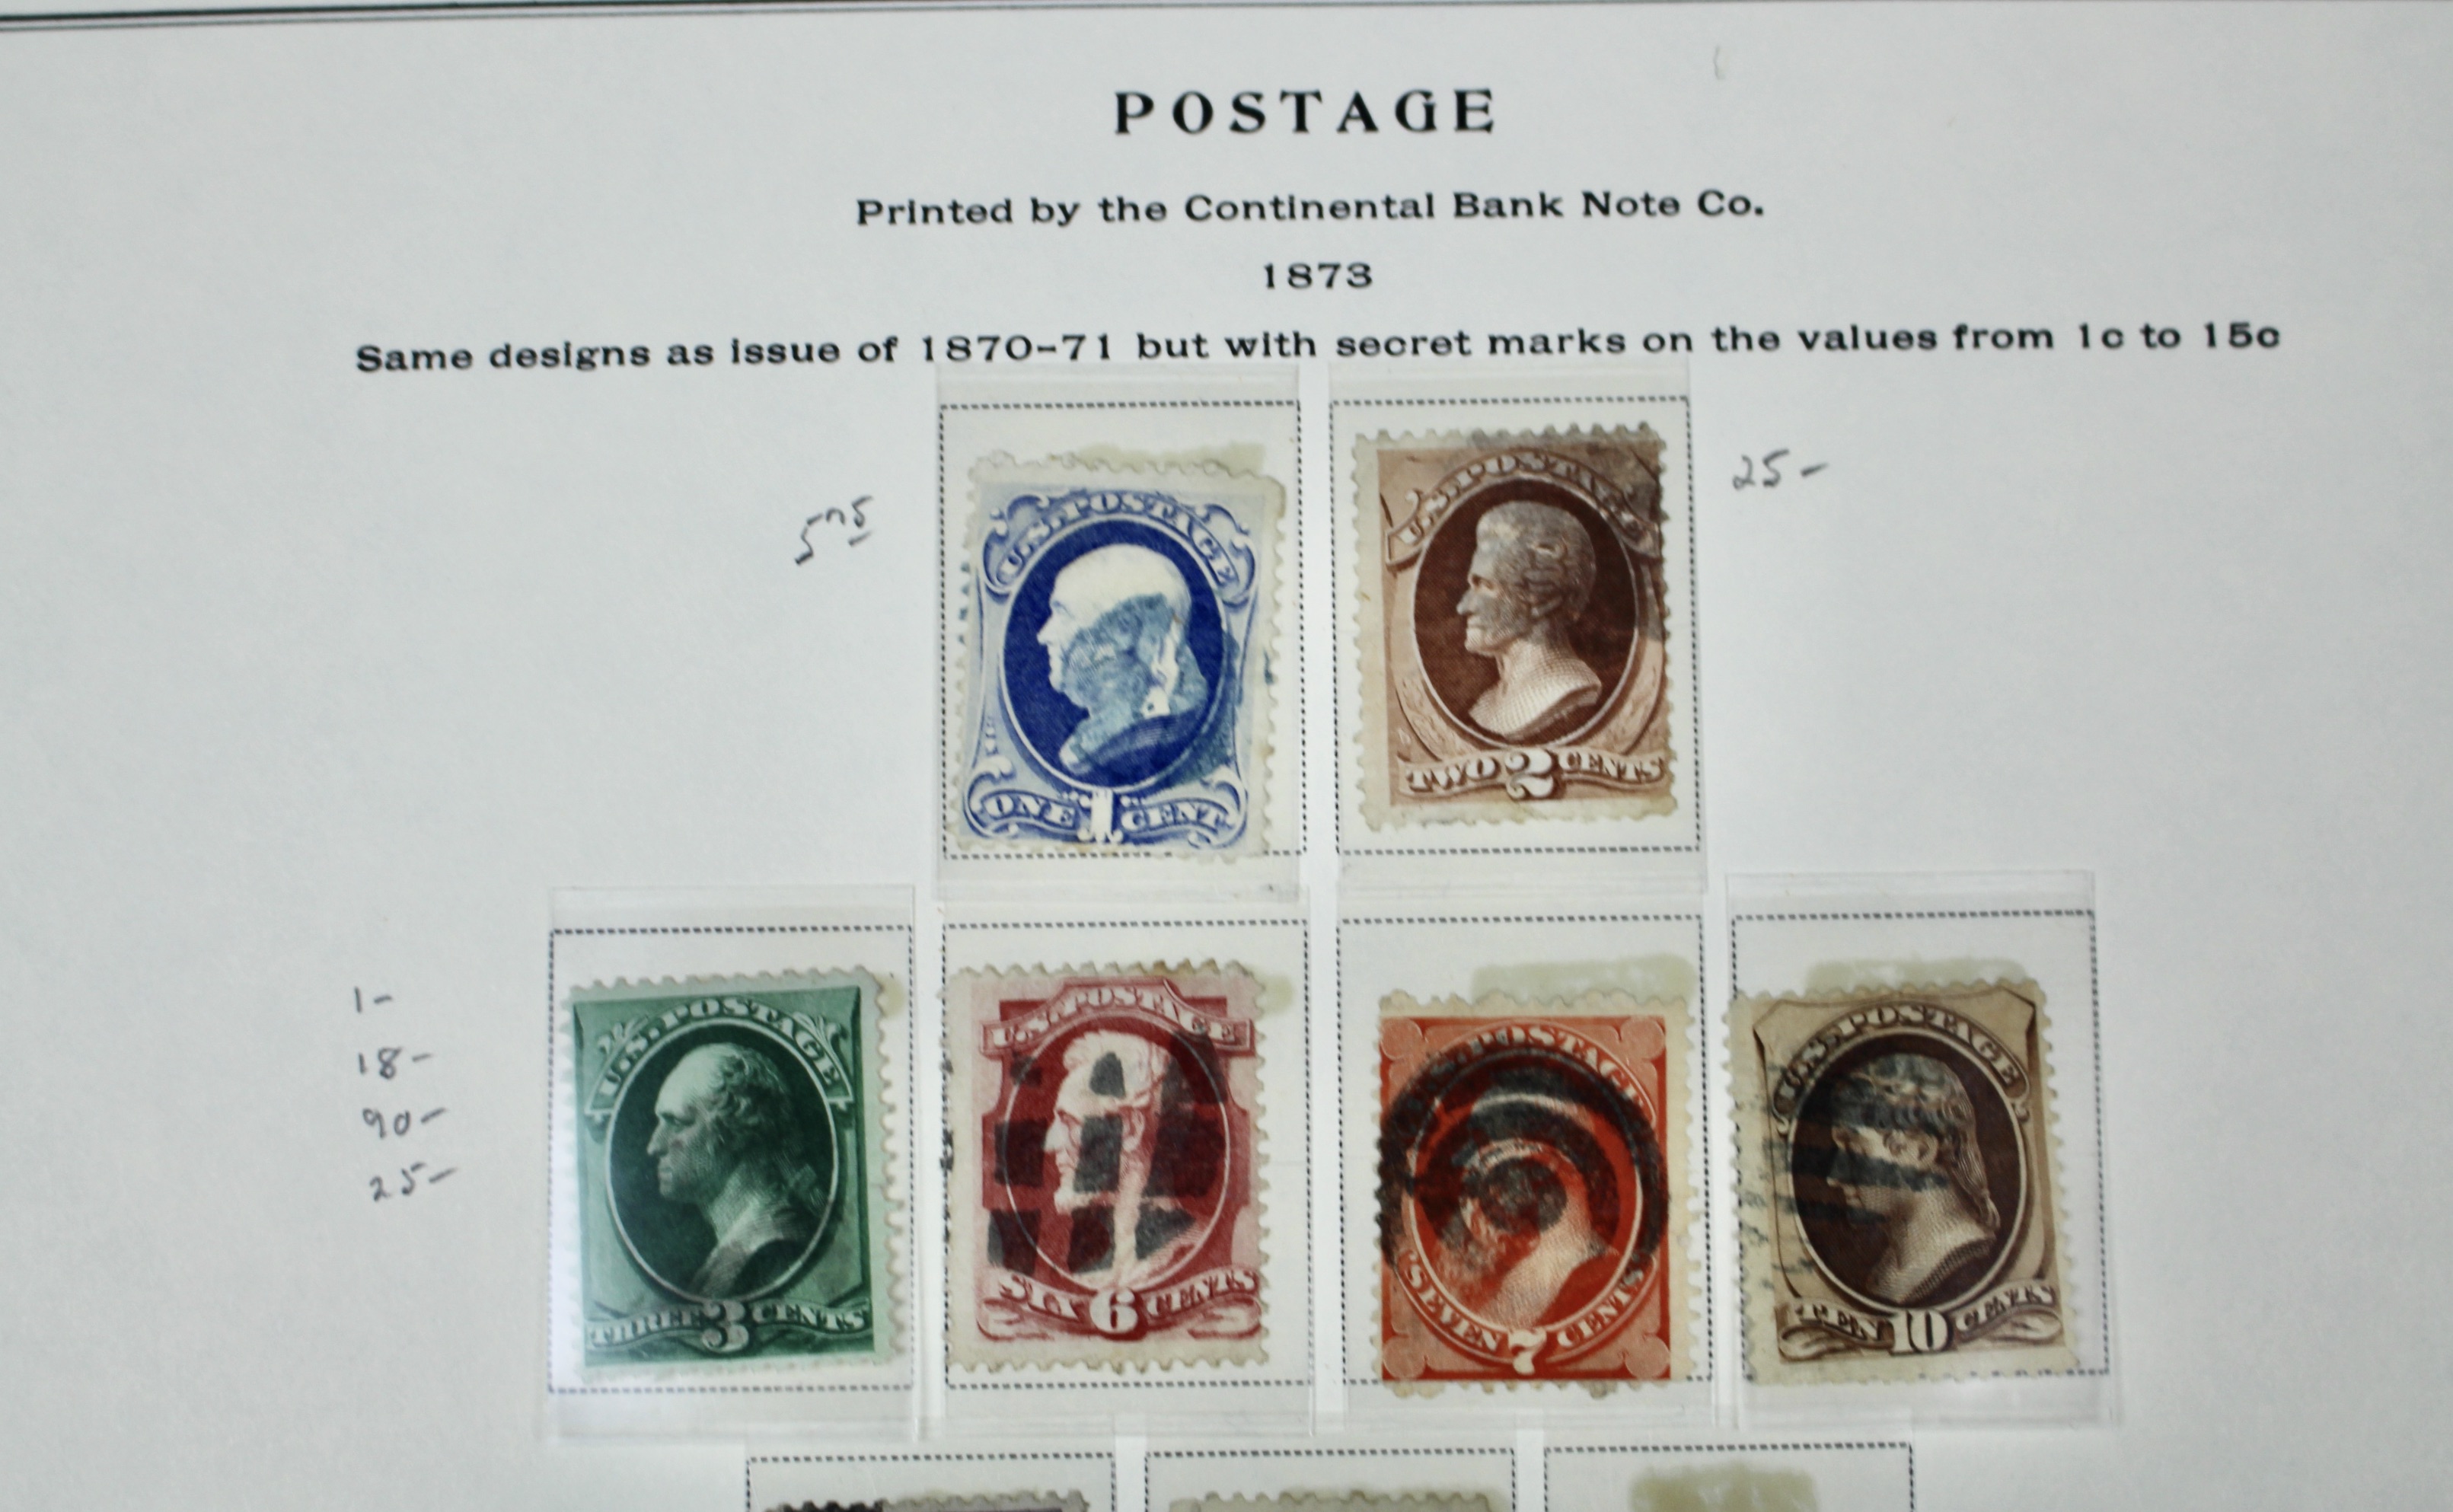 POSTAGE
Printed by the Continental Bank Note Co.
1873
Same designs as issue of 1870-71 but with secret marks on the values from 1c to 15c
5 75
25-
U.S. POSTAGE
ONE 1 CENT
U.S. POSTAGE
TWO 2 CENTS
1-
18-
90-
25-
U.S. POSTAGE
THREE 3 CENTS
U.S. POSTAGE
SIX 6 CENTS
U.S. POSTAGE
SEVEN 7 CENTS
U.S. POSTAGE
TEN 10 CENTS